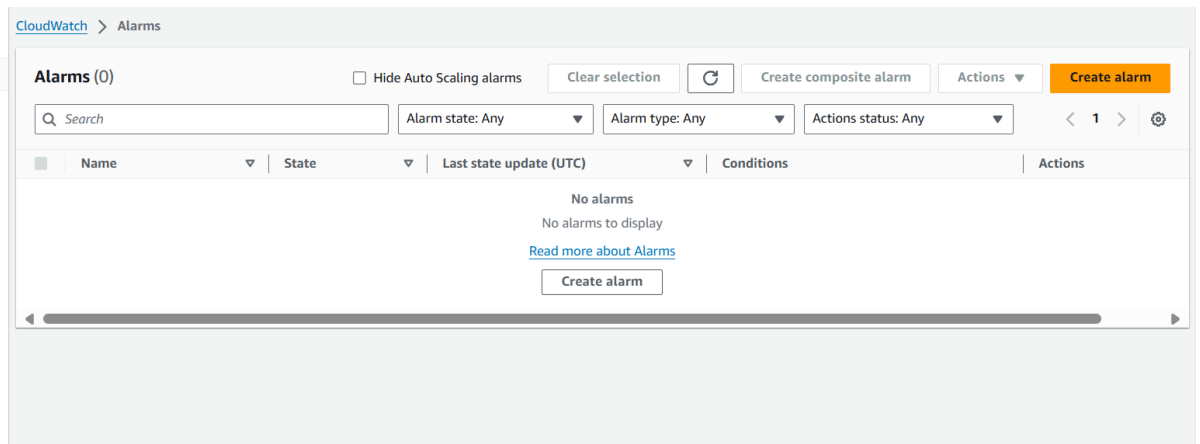 CloudWatch > Alarms
Alarms (0) Hide Auto Scaling alarms Clear selection Create composite alarm Actions Create alarm
Search Alarm state: Any Alarm type: Any Actions status: Any 1
Name State Last state update (UTC) Conditions Actions
No alarms
No alarms to display
Read more about Alarms
Create alarm